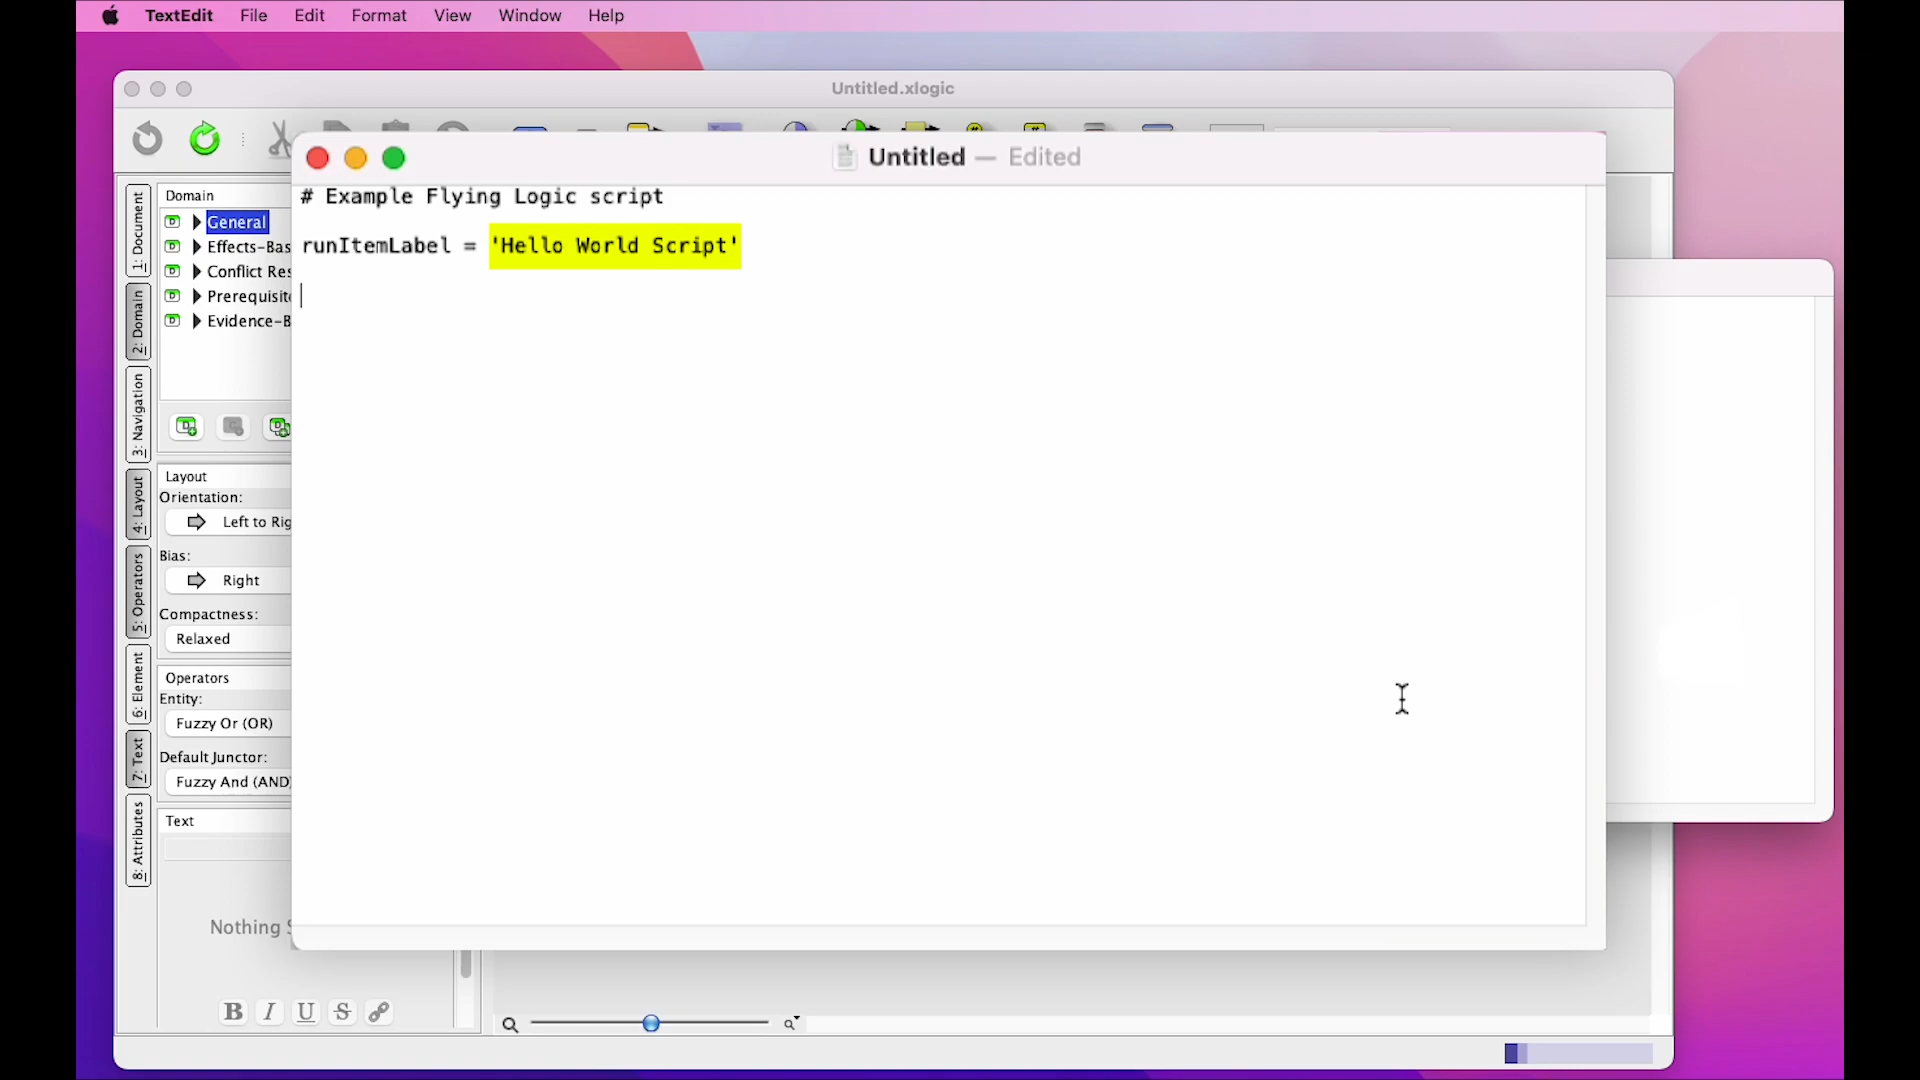 TextEdit File Edit Format View Window Help
Untitled.xlogic
Untitled — Edited
# Example Flying Logic script
runItemLabel = 'Hello World Script'
1: Document
2: Domain
3: Navigation
4: Layout
5: Operators
6: Element
7: Text
8: Attributes
Domain
General
Effects-Bas
Conflict Res
Prerequisit
Evidence-B
Layout
Orientation:
Left to Rig
Bias:
Right
Compactness:
Relaxed
Operators
Entity:
Fuzzy Or (OR)
Default Junctor:
Fuzzy And (AND)
Text
Nothing S
B I U S